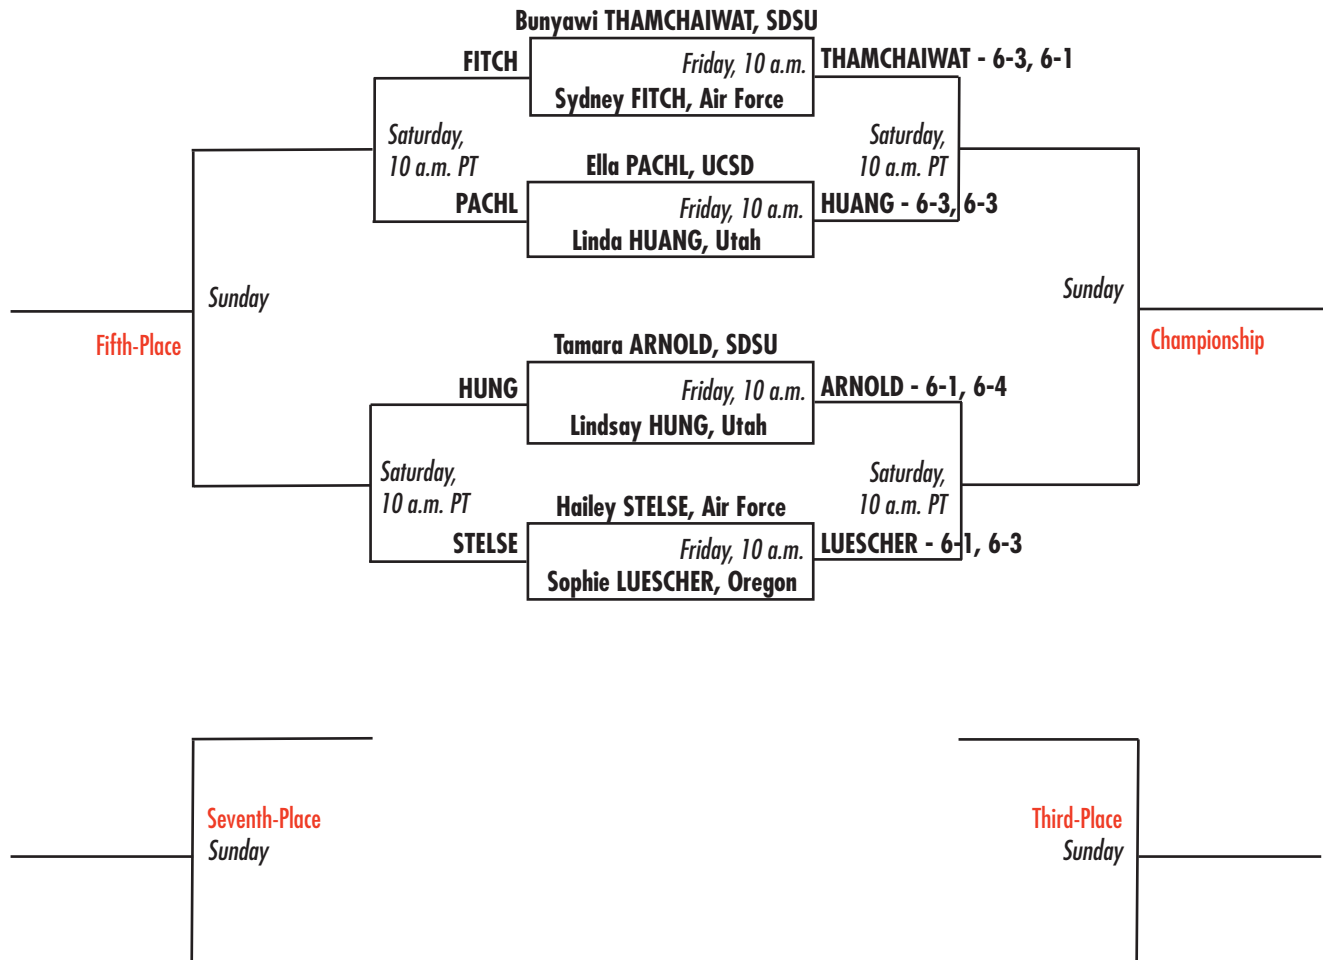 Bunyawi THAMCHAIWAT, SDSU
FITCH
Friday, 10 a.m.
THAMCHAIWAT - 6-3, 6-1
Sydney FITCH, Air Force
Saturday,
10 a.m. PT
Saturday,
10 a.m. PT
Ella PACHL, UCSD
PACHL
Friday, 10 a.m.
HUANG - 6-3, 6-3
Linda HUANG, Utah
Sunday
Sunday
Fifth-Place
Championship
Tamara ARNOLD, SDSU
HUNG
Friday, 10 a.m.
ARNOLD - 6-1, 6-4
Lindsay HUNG, Utah
Saturday,
10 a.m. PT
Saturday,
10 a.m. PT
Hailey STELSE, Air Force
STELSE
Friday, 10 a.m.
LUESCHER - 6-1, 6-3
Sophie LUESCHER, Oregon
Seventh-Place
Sunday
Third-Place
Sunday